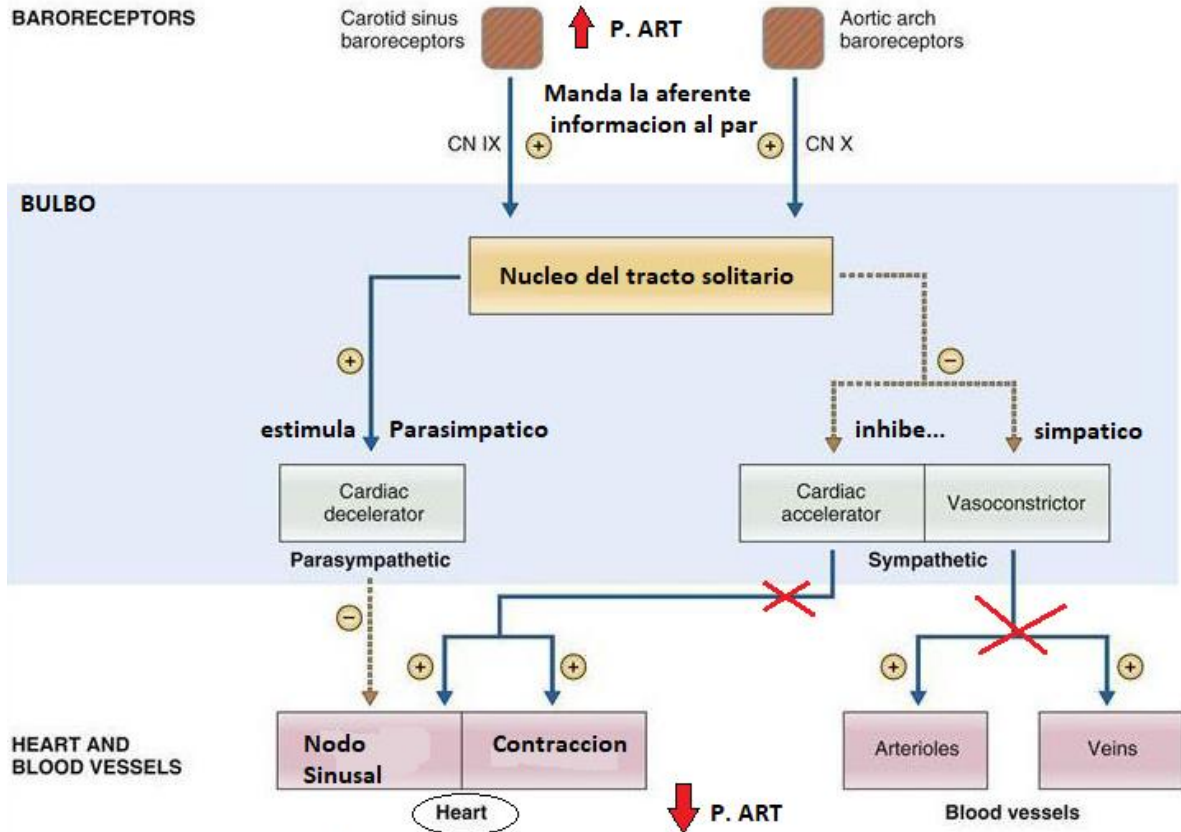 BARORECEPTORS
Carotid sinus
baroreceptors
P. ART
Aortic arch
baroreceptors
Manda la aferente
informacion al par
CN IX
+
+
CN X
BULBO
Nucleo del tracto solitario
+
−
estimula
Parasimpatico
inhibe...
simpatico
Cardiac
decelerator
Cardiac
accelerator
Vasoconstrictor
Parasympathetic
Sympathetic
−
+
+
+
+
HEART AND
BLOOD VESSELS
Nodo
Sinusal
Contraccion
Arterioles
Veins
Heart
P. ART
Blood vessels